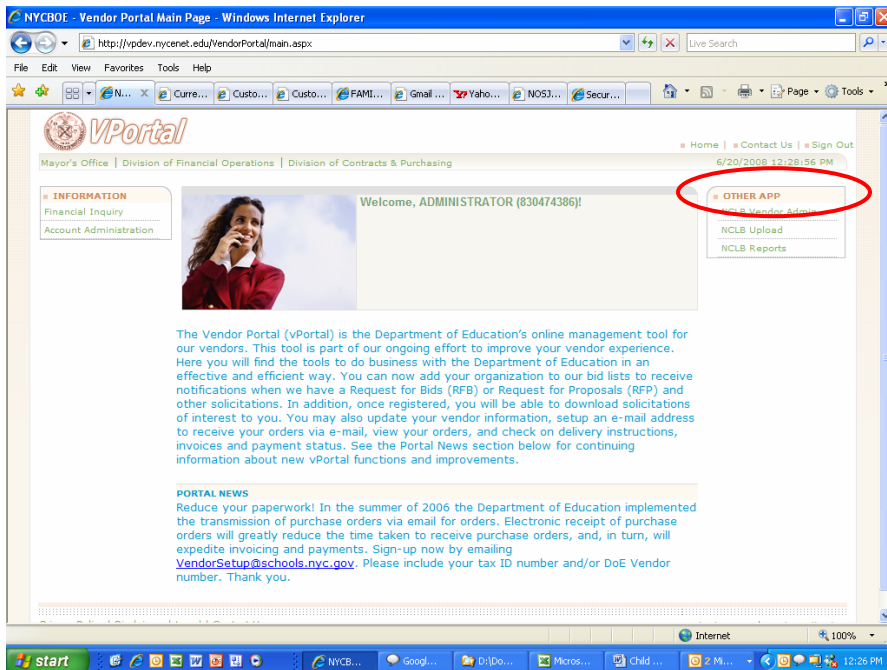 NYCBOE - Vendor Portal Main Page - Windows Internet Explorer
http://vpdev.nycenet.edu/VendorPortal/main.aspx
Live Search
File Edit View Favorites Tools Help
N... Curre... Custo... Custo... FAMI... Gmail ... Yaho... NOSJ... Secur... Page Tools
VPortal
Home | Contact Us | Sign Out
Mayor's Office | Division of Financial Operations | Division of Contracts & Purchasing
6/20/2008 12:28:56 PM
INFORMATION
Financial Inquiry
Account Administration
Welcome, ADMINISTRATOR (830474386)!
OTHER APP
NCLB Vendor Admin
NCLB Upload
NCLB Reports
The Vendor Portal (vPortal) is the Department of Education's online management tool for
our vendors. This tool is part of our ongoing effort to improve your vendor experience.
Here you will find the tools to do business with the Department of Education in an
effective and efficient way. You can now add your organization to our bid lists to receive
notifications when we have a Request for Bids (RFB) or Request for Proposals (RFP) and
other solicitations. In addition, once registered, you will be able to download solicitations
of interest to you. You may also update your vendor information, setup an e-mail address
to receive your orders via e-mail, view your orders, and check on delivery instructions,
invoices and payment status. See the Portal News section below for continuing
information about new vPortal functions and improvements.
PORTAL NEWS
Reduce your paperwork! In the summer of 2006 the Department of Education implemented
the transmission of purchase orders via email for orders. Electronic receipt of purchase
orders will greatly reduce the time taken to receive purchase orders, and, in turn, will
expedite invoicing and payments. Sign-up now by emailing
VendorSetup@schools.nyc.gov. Please include your tax ID number and/or DoE Vendor
number. Thank you.
Internet 100%
start NYCB... Googl... D:\Do... Micros... Child ... 2 Mi... 12:26 PM